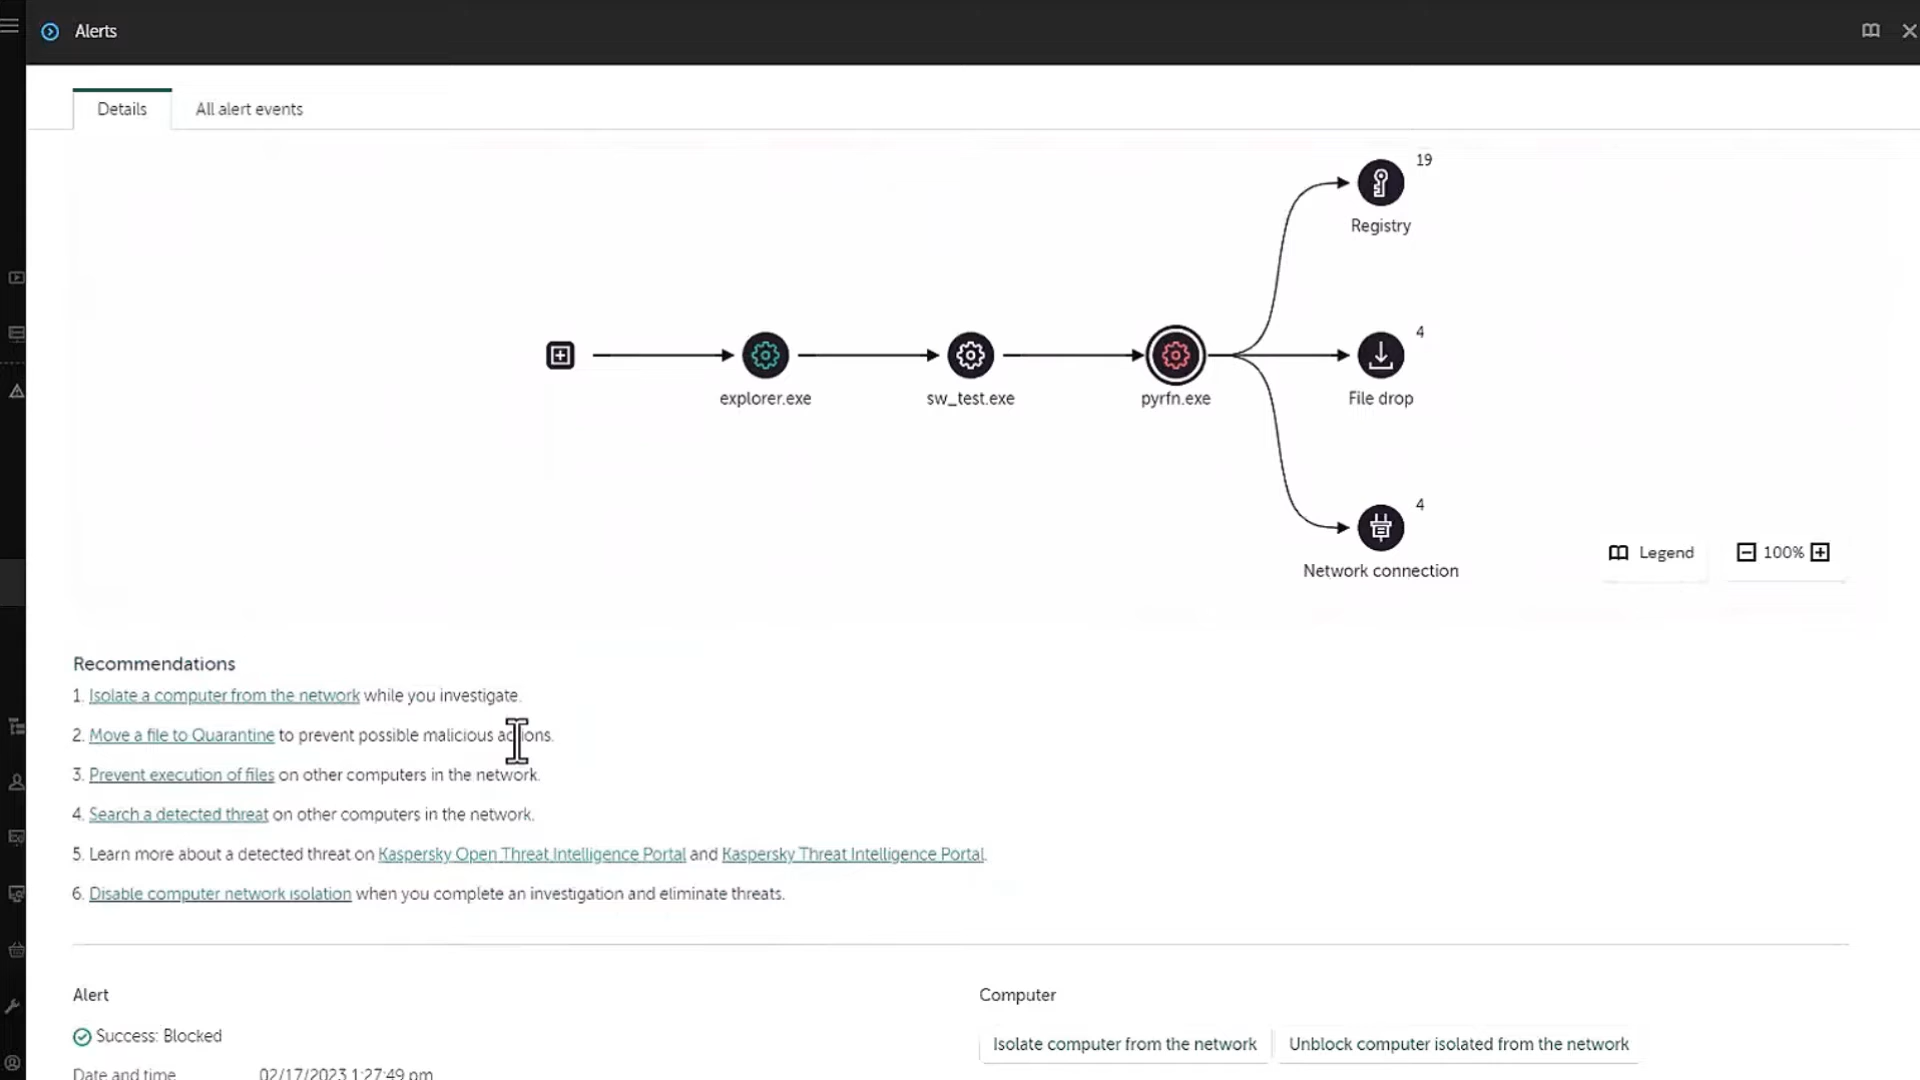 Alerts
Details
All alert events
19
Registry
4
explorer.exe
sw_test.exe
pyrfn.exe
File drop
4
Network connection
Legend
100%
Recommendations
1. Isolate a computer from the network while you investigate.
2. Move a file to Quarantine to prevent possible malicious actions.
3. Prevent execution of files on other computers in the network.
4. Search a detected threat on other computers in the network.
5. Learn more about a detected threat on Kaspersky Open Threat Intelligence Portal and Kaspersky Threat Intelligence Portal.
6. Disable computer network isolation when you complete an investigation and eliminate threats.
Alert
Computer
Success: Blocked
Isolate computer from the network
Unblock computer isolated from the network
Date and time 02/17/2023 1:27:49 pm